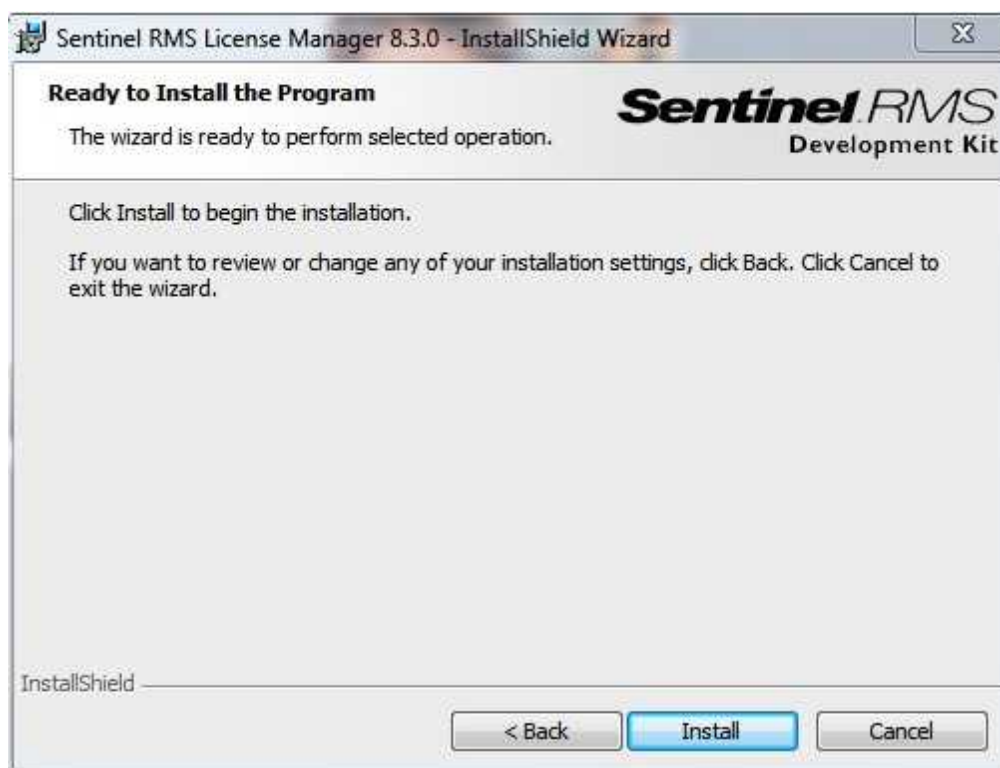 Sentinel RMS License Manager 8.3.0 - InstallShield Wizard
Ready to Install the Program
The wizard is ready to perform selected operation.
Sentinel RMS
Development Kit
Click Install to begin the installation.
If you want to review or change any of your installation settings, click Back. Click Cancel to
exit the wizard.
InstallShield
< Back
Install
Cancel